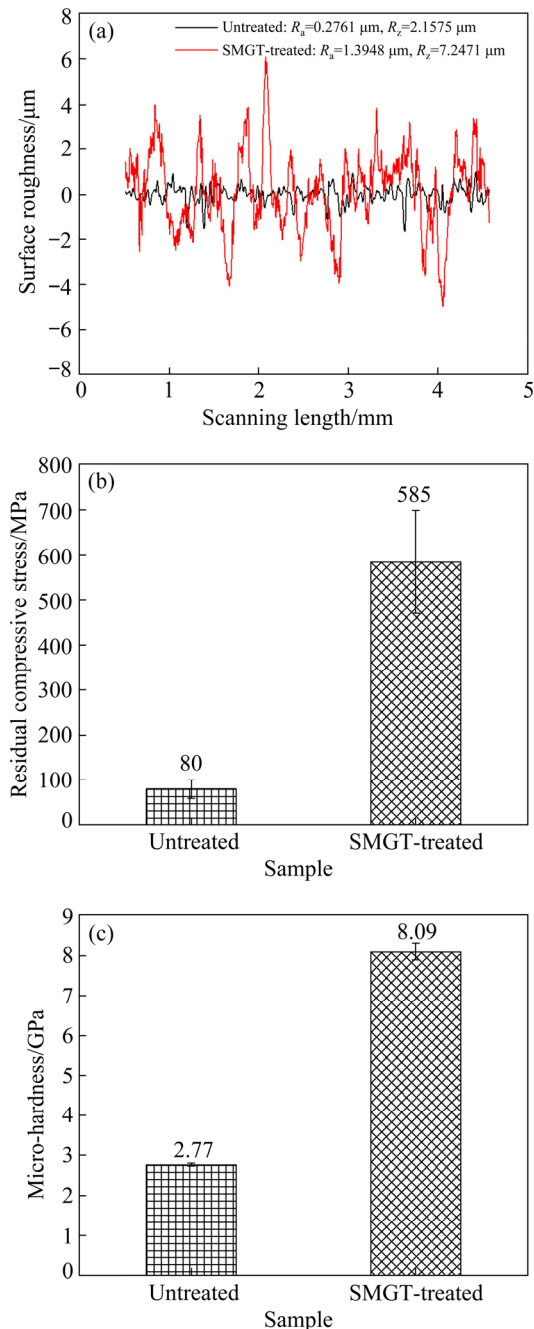 (a)
Untreated: Ra=0.2761 μm, Rz=2.1575 μm
SMGT-treated: Ra=1.3948 μm, Rz=7.2471 μm
8
6
4
2
0
−2
−4
−6
−8
Surface roughness/μm
0 1 2 3 4 5
Scanning length/mm
(b)
800
700
600
500
400
300
200
100
0
Residual compressive stress/MPa
585
80
Untreated SMGT-treated
Sample
(c)
9
8
7
6
5
4
3
2
1
0
Micro-hardness/GPa
8.09
2.77
Untreated SMGT-treated
Sample